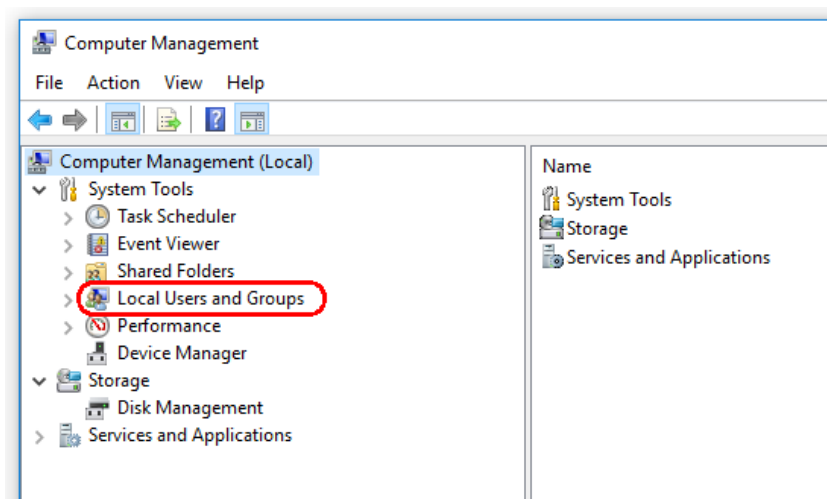 Computer Management
File Action View Help
Computer Management (Local)
System Tools
Task Scheduler
Event Viewer
Shared Folders
Local Users and Groups
Performance
Device Manager
Storage
Disk Management
Services and Applications
Name
System Tools
Storage
Services and Applications